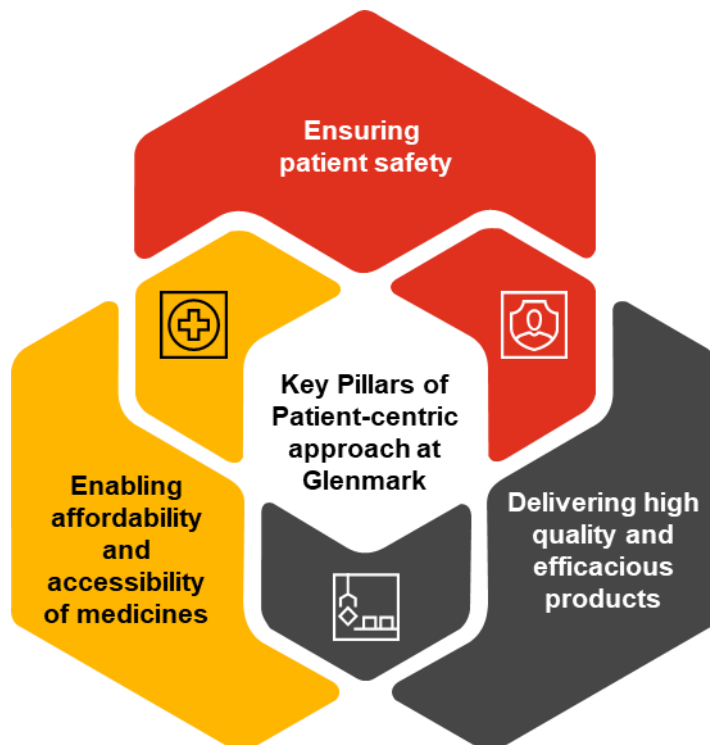 Ensuring
patient safety
Key Pillars of
Patient-centric
approach at
Glenmark
Enabling
affordability
and
accessibility
of medicines
Delivering high
quality and
efficacious
products